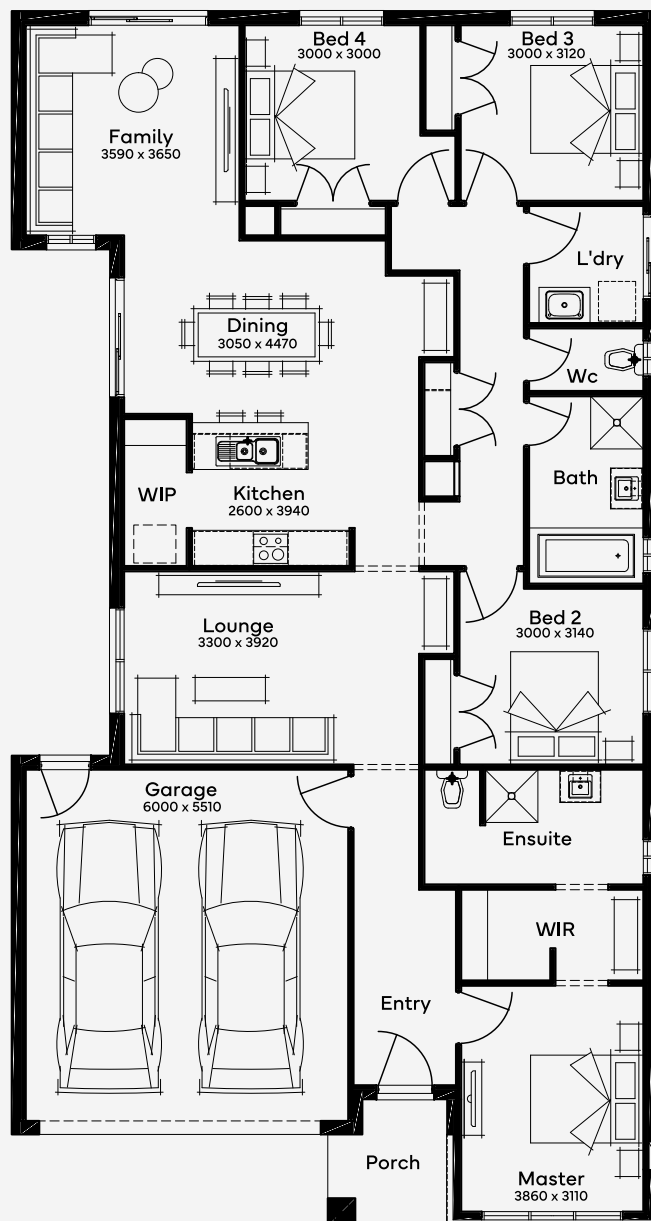 Bed 4
3000 x 3000
Bed 3
3000 x 3120
Family
3590 x 3650
L'dry
Dining
3050 x 4470
Wc
WIP
Kitchen
2600 x 3940
Bath
Lounge
3300 x 3920
Bed 2
3000 x 3140
Garage
6000 x 5510
Ensuite
WIR
Entry
Porch
Master
3860 x 3110